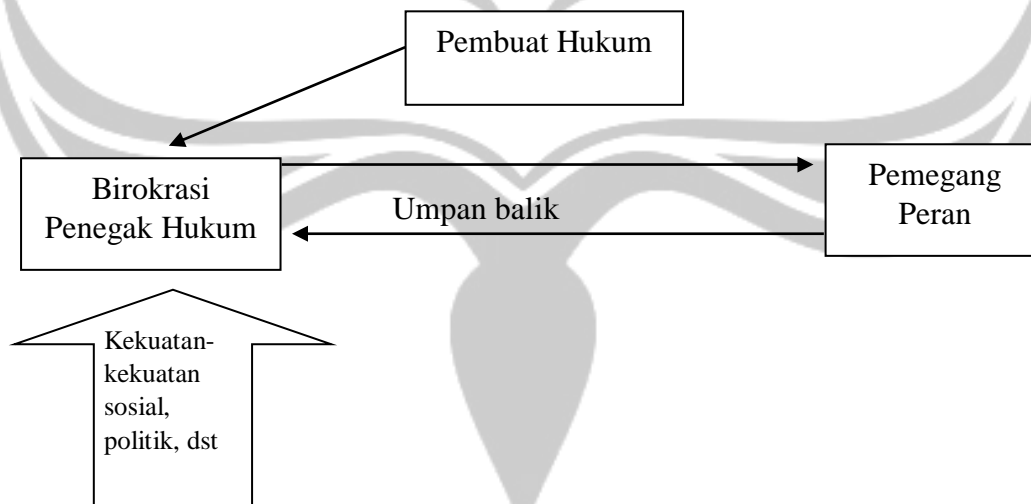 Pembuat Hukum
Birokrasi
Penegak Hukum
Umpan balik
Pemegang
Peran
Kekuatan-
kekuatan
sosial,
politik, dst